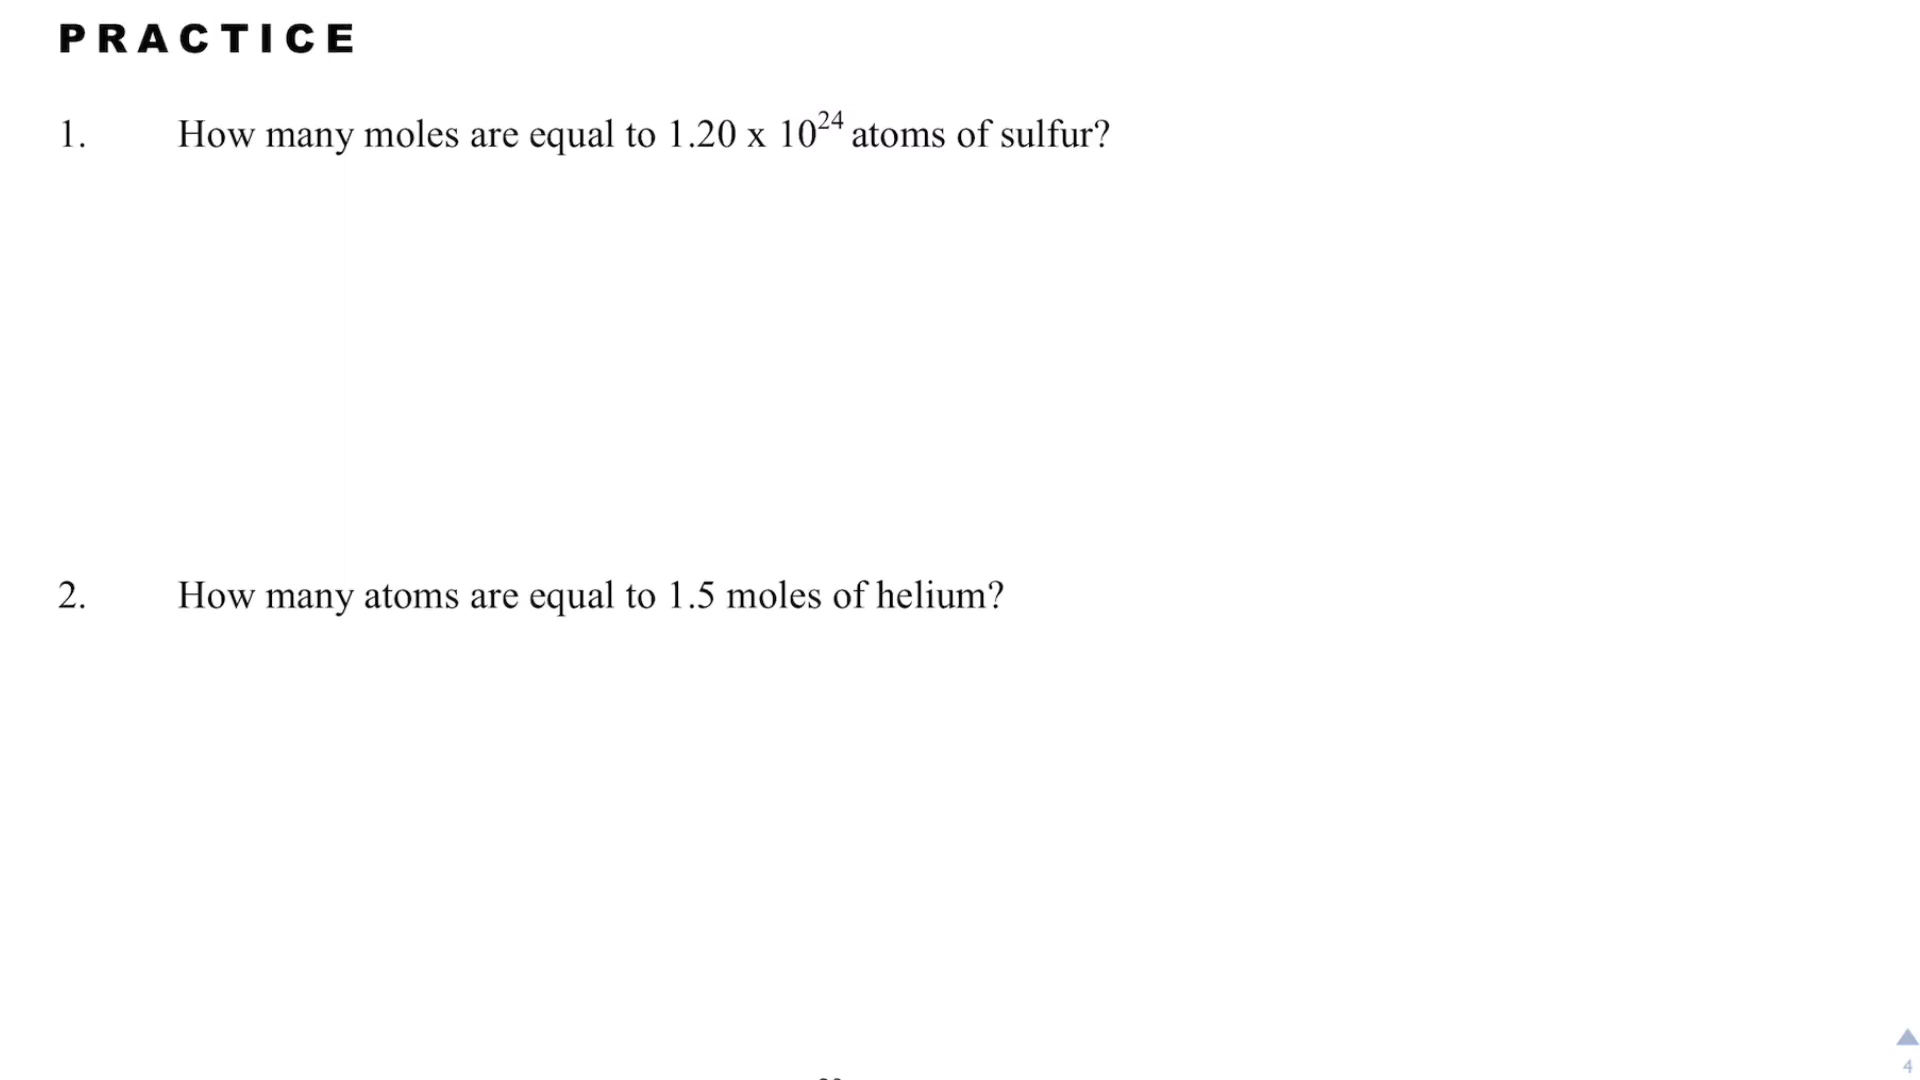 PRACTICE
1. How many moles are equal to 1.20 x 10²⁴ atoms of sulfur?
2. How many atoms are equal to 1.5 moles of helium?
4